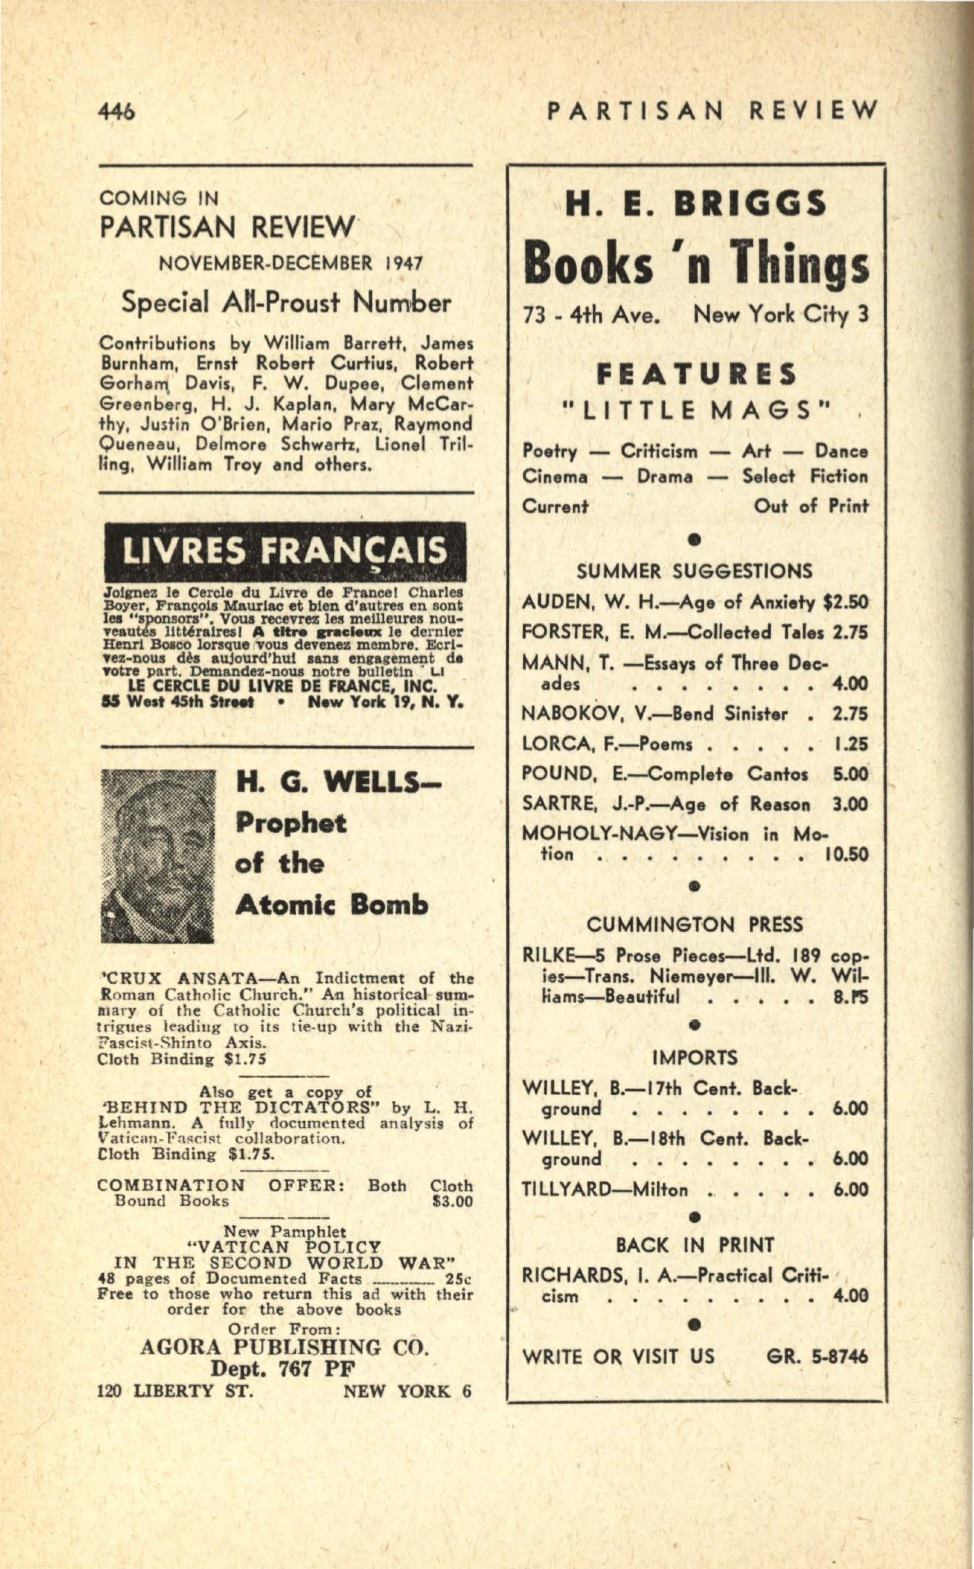 446
PARTISAN REVIEW
COMING IN
PARTISAN REVIEW
NOVEMBER-DECEMBER 1947
Special All-Proust Number
Contributions by William Barrett, James
Burnham, Ernst Robert Curtius, Robert
Gorham Davis, F. W. Dupee, Clement
Greenberg, H. J. Kaplan, Mary McCar-
thy, Justin O'Brien, Mario Praz, Raymond
Queneau, Delmore Schwartz, Lionel Tril-
ling, William Troy and others.
LIVRES FRANÇAIS
Joignez le Cercle du Livre de France! Charles
Boyer, François Mauriac et bien d'autres en sont
les "sponsors". Vous recevrez les meilleures nou-
veautés littéraires! A titre gracieux le dernier
Henri Bosco lorsque vous devenez membre. Ecri-
vez-nous dès aujourd'hui sans engagement de
votre part. Demandez-nous notre bulletin LI
LE CERCLE DU LIVRE DE FRANCE, INC.
55 West 45th Street • New York 19, N. Y.
H. G. WELLS—
Prophet
of the
Atomic Bomb
'CRUX ANSATA—An Indictment of the
Roman Catholic Church." An historical sum-
mary of the Catholic Church's political in-
trigues leading to its tie-up with the Nazi-
Fascist-Shinto Axis.
Cloth Binding $1.75
Also get a copy of
'BEHIND THE DICTATORS" by L. H.
Lehmann. A fully documented analysis of
Vatican-Fascist collaboration.
Cloth Binding $1.75.
COMBINATION OFFER: Both Cloth
Bound Books $3.00
New Pamphlet
"VATICAN POLICY
IN THE SECOND WORLD WAR"
48 pages of Documented Facts ______ 25c
Free to those who return this ad with their
order for the above books
Order From:
AGORA PUBLISHING CO.
Dept. 767 PF
120 LIBERTY ST. NEW YORK 6
H. E. BRIGGS
Books 'n Things
73 - 4th Ave. New York City 3
FEATURES
"LITTLE MAGS"
Poetry — Criticism — Art — Dance
Cinema — Drama — Select Fiction
Current Out of Print
•
SUMMER SUGGESTIONS
AUDEN, W. H.—Age of Anxiety $2.50
FORSTER, E. M.—Collected Tales 2.75
MANN, T. —Essays of Three Dec-
ades . . . . . . . . 4.00
NABOKOV, V.—Bend Sinister . 2.75
LORCA, F.—Poems . . . . . 1.25
POUND, E.—Complete Cantos 5.00
SARTRE, J.-P.—Age of Reason 3.00
MOHOLY-NAGY—Vision in Mo-
tion . . . . . . . . . 10.50
•
CUMMINGTON PRESS
RILKE—5 Prose Pieces—Ltd. 189 cop-
ies—Trans. Niemeyer—Ill. W. Wil-
liams—Beautiful . . . . .
•
IMPORTS
WILLEY, B.—17th Cent. Back-
ground . . . . . . . . 6.00
WILLEY, B.—18th Cent. Back-
ground . . . . . . . . 6.00
TILLYARD—Milton . . . . . 6.00
•
BACK IN PRINT
RICHARDS, I. A.—Practical Criti-
cism . . . . . . . . . 4.00
•
WRITE OR VISIT US GR. 5-8746